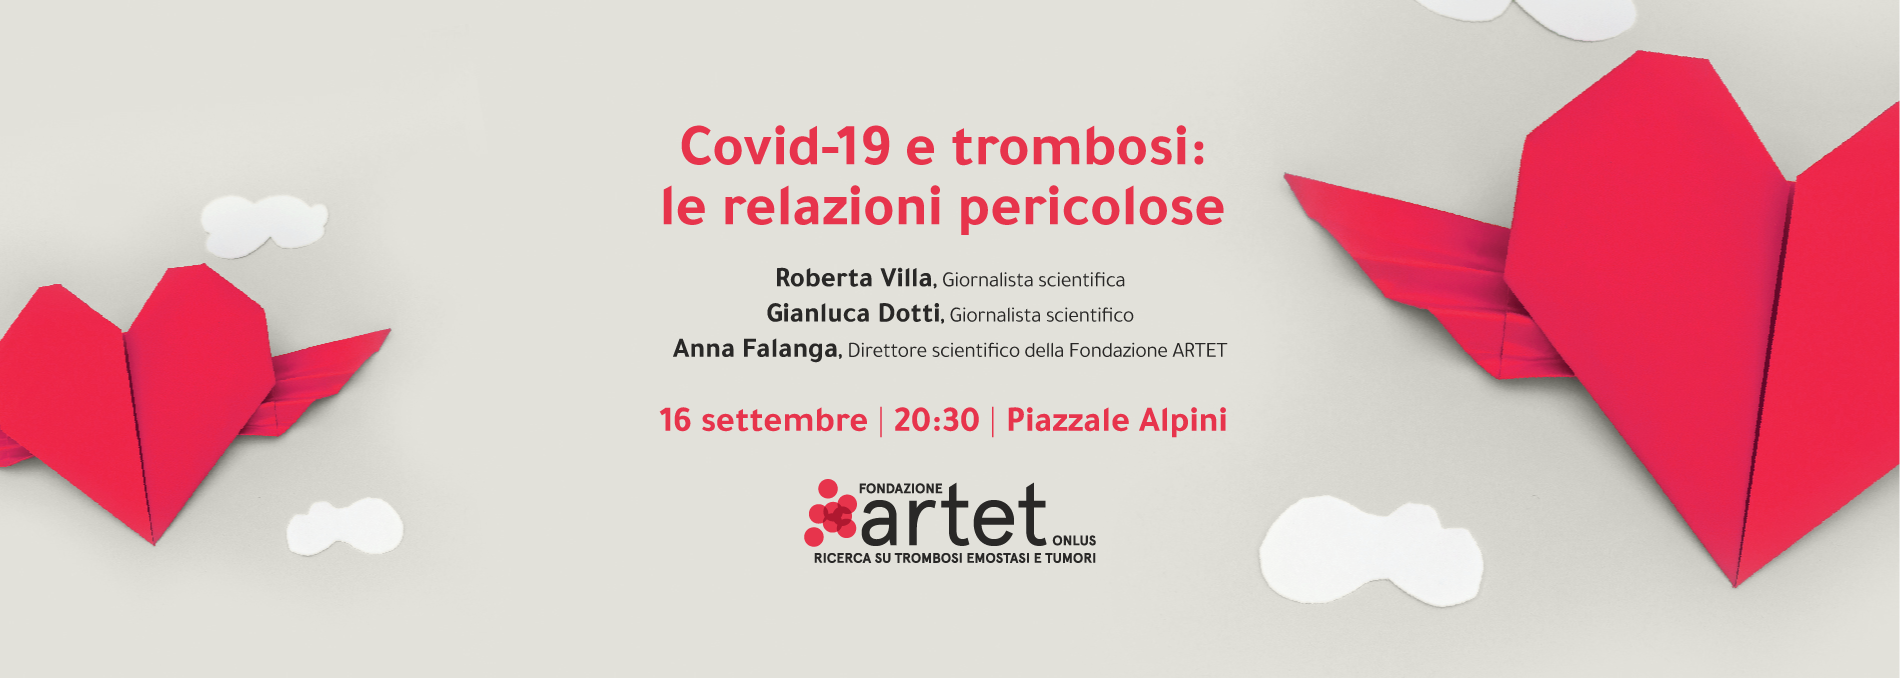 Covid-19 e trombosi:
le relazioni pericolose
Roberta Villa, Giornalista scientifica
Gianluca Dotti, Giornalista scientifico
Anna Falanga, Direttore scientifico della Fondazione ARTET
16 settembre | 20:30 | Piazzale Alpini
FONDAZIONE
artet
ONLUS
RICERCA SU TROMBOSI EMOSTASI E TUMORI